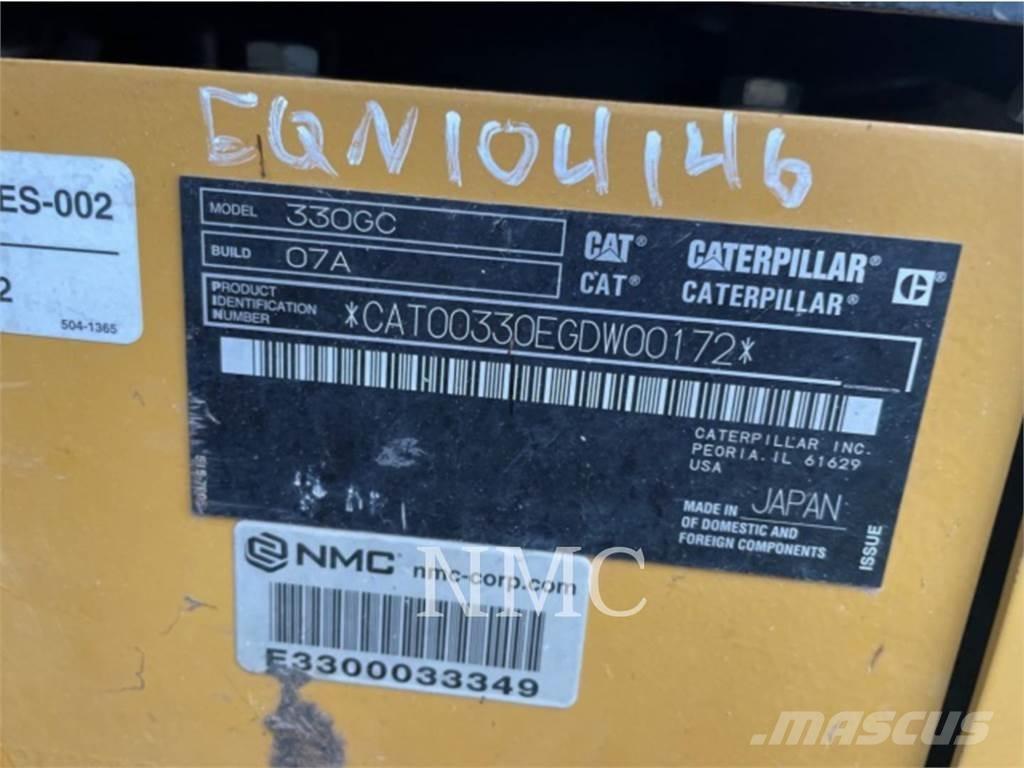 EQN104146
ES-002
2
504-1365
MODEL 330GC
BUILD 07A
PRODUCT IDENTIFICATION NUMBER *CAT00330EGDW00172*
CAT® CATERPILLAR®
CAT® CATERPILLAR®
CATERPILLAR INC.
PEORIA, IL 61629
USA
MADE IN JAPAN
OF DOMESTIC AND
FOREIGN COMPONENTS
ISSUE
NMC nmc-corp.com
E3300033349
NMC
MASCUS